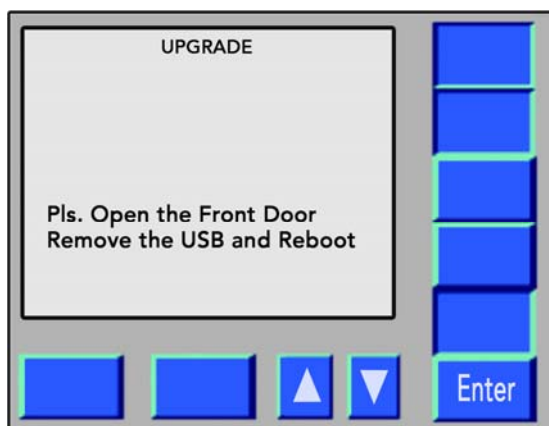 UPGRADE
Pls. Open the Front Door
Remove the USB and Reboot
Enter